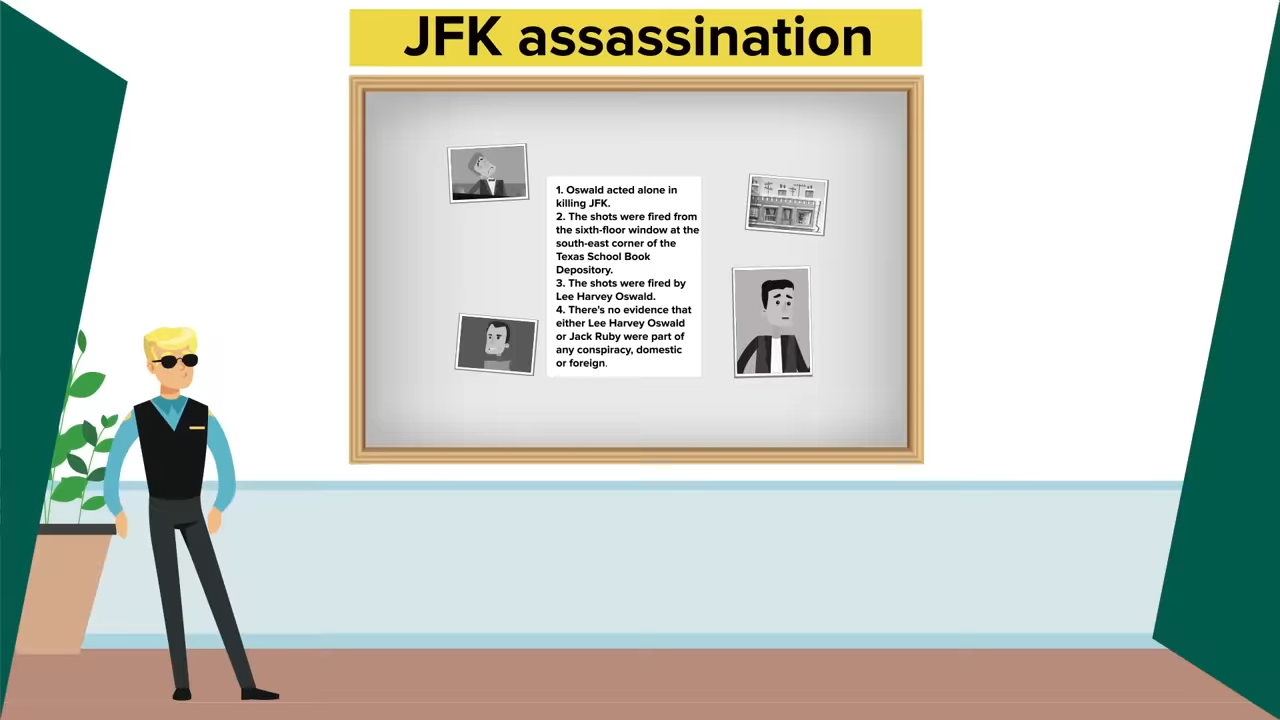 JFK assassination
1. Oswald acted alone in
killing JFK.
2. The shots were fired from
the sixth-floor window at the
south-east corner of the
Texas School Book
Depository.
3. The shots were fired by
Lee Harvey Oswald.
4. There's no evidence that
either Lee Harvey Oswald
or Jack Ruby were part of
any conspiracy, domestic
or foreign.